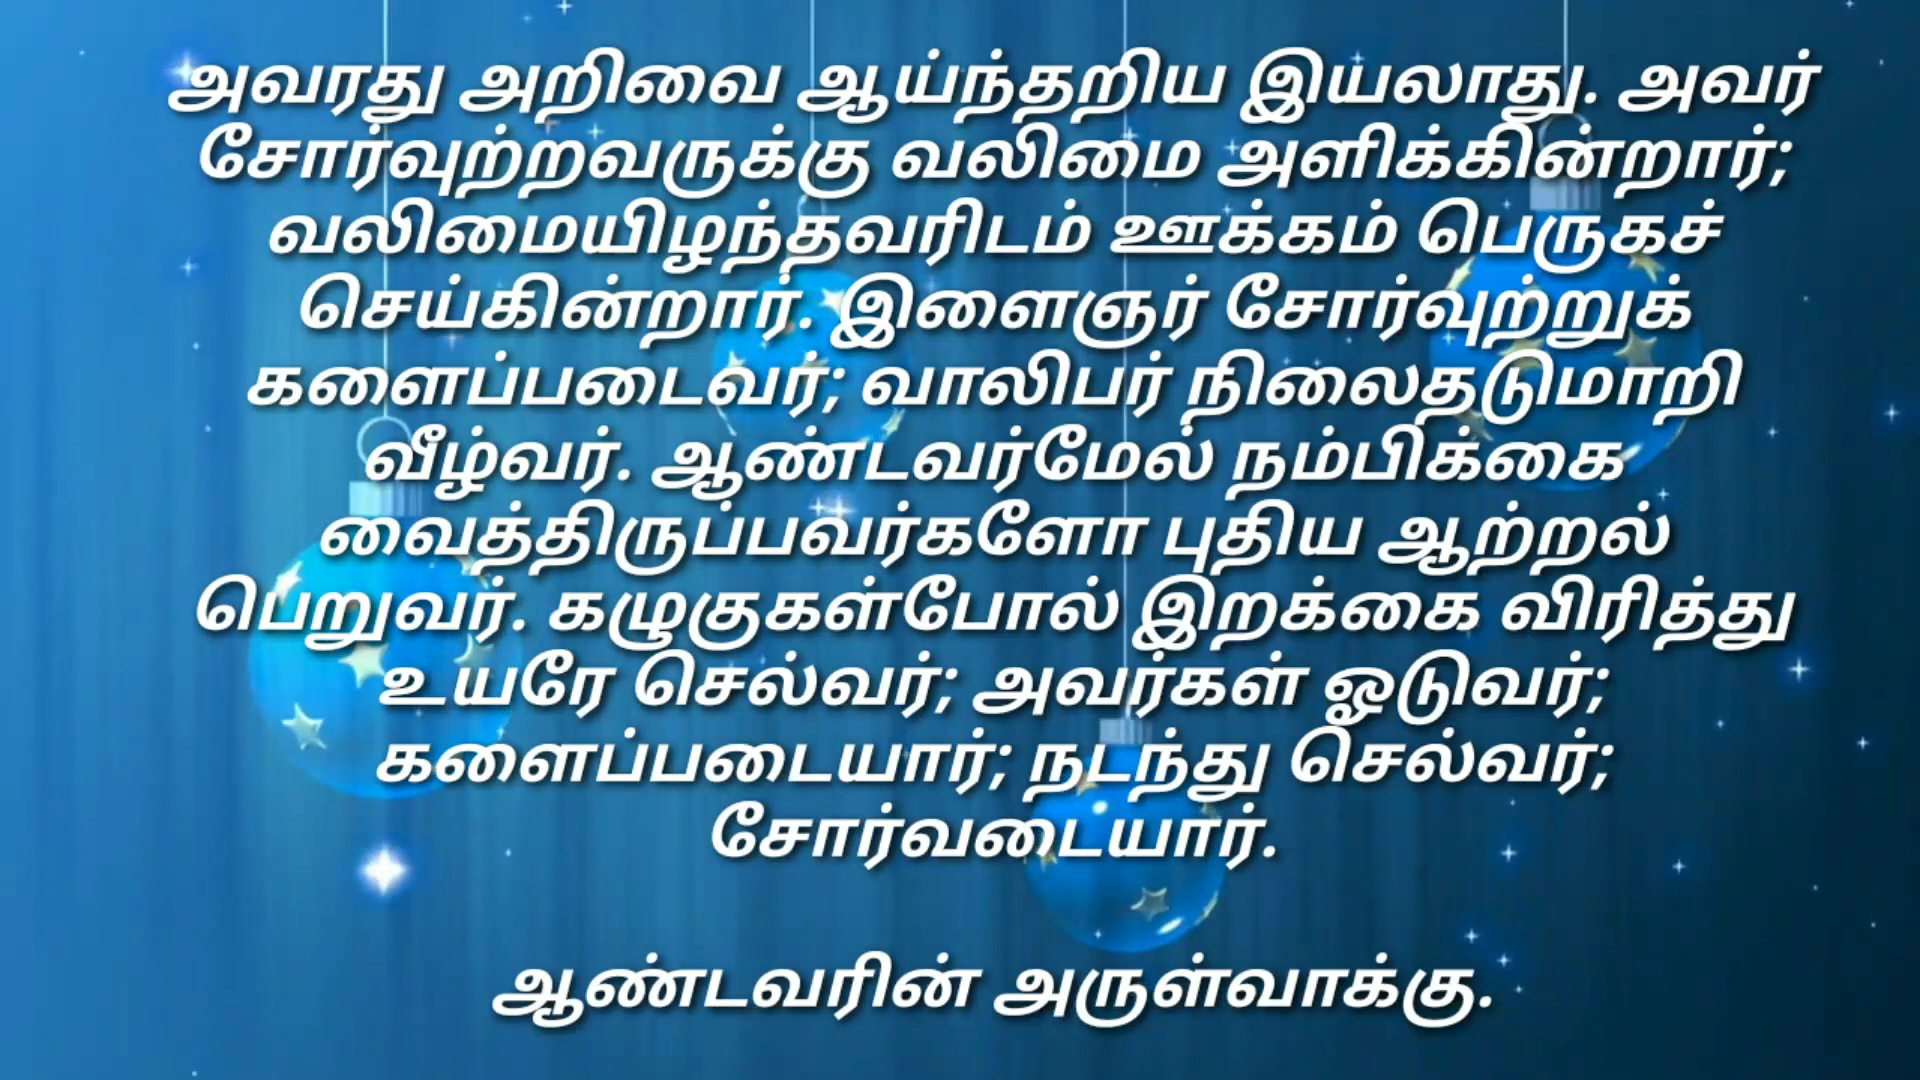 அவரது அறிவை ஆய்ந்தறிய இயலாது. அவர்
சோர்வுற்றவருக்கு வலிமை அளிக்கின்றார்;
வலிமையிழந்தவரிடம் ஊக்கம் பெருகச்
செய்கின்றார். இளைஞர் சோர்வுற்றுக்
களைப்படைவர்; வாலிபர் நிலைதடுமாறி
வீழ்வர். ஆண்டவர்மேல் நம்பிக்கை
வைத்திருப்பவர்களோ புதிய ஆற்றல்
பெறுவர். கழுகுகள்போல் இறக்கை விரித்து
உயரே செல்வர்; அவர்கள் ஓடுவர்;
களைப்படையார்; நடந்து செல்வர்;
சோர்வடையார்.
ஆண்டவரின் அருள்வாக்கு.